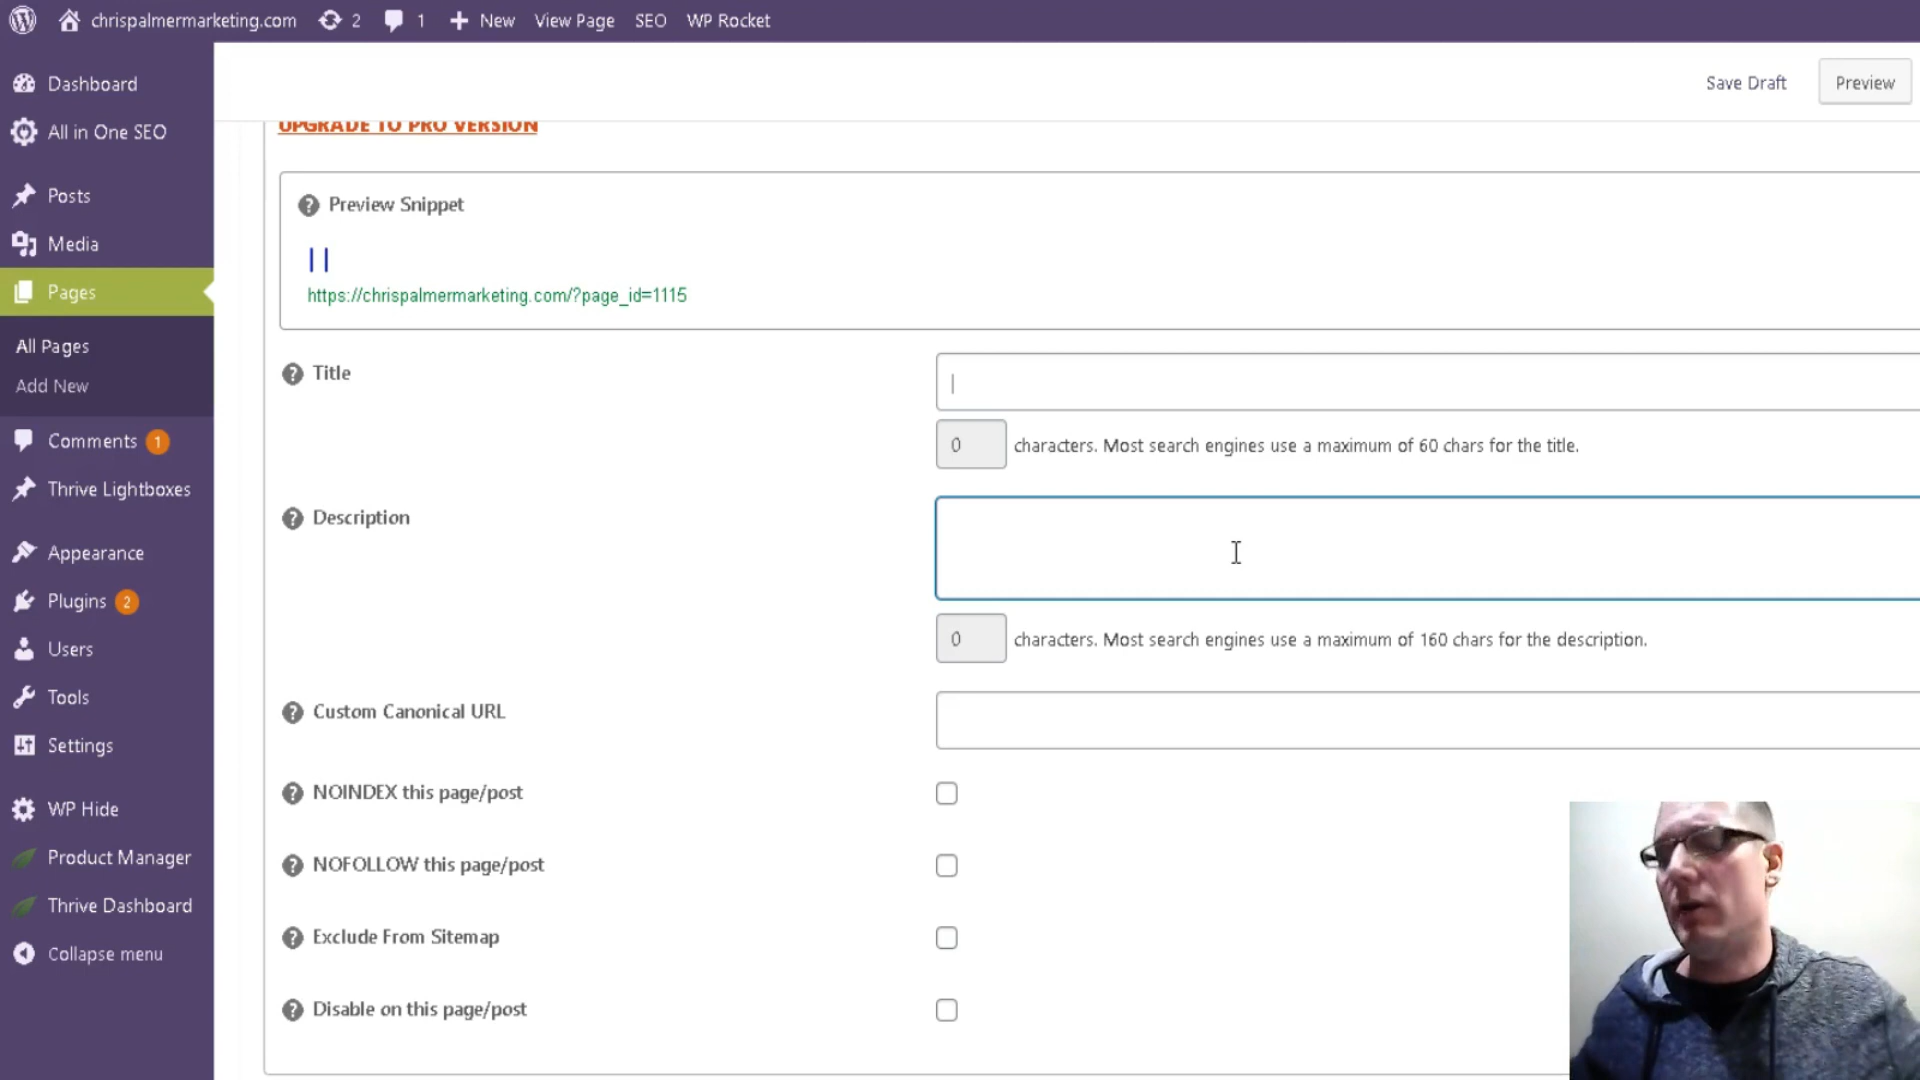 chrispalmermarketing.com 2 1 + New View Page SEO WP Rocket
Dashboard
All in One SEO
Posts
Media
Pages
All Pages
Add New
Comments 1
Thrive Lightboxes
Appearance
Plugins 2
Users
Tools
Settings
WP Hide
Product Manager
Thrive Dashboard
Collapse menu
Save Draft Preview
UPGRADE TO PRO VERSION
? Preview Snippet
| |
https://chrispalmermarketing.com/?page_id=1115
? Title
|
0 characters. Most search engines use a maximum of 60 chars for the title.
? Description
0 characters. Most search engines use a maximum of 160 chars for the description.
? Custom Canonical URL
? NOINDEX this page/post
? NOFOLLOW this page/post
? Exclude From Sitemap
? Disable on this page/post